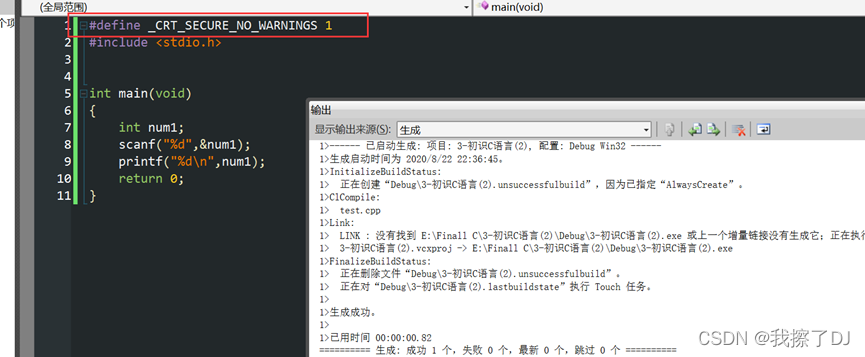 (全局范围)
main(void)
个项
1 #define _CRT_SECURE_NO_WARNINGS 1
2 #include <stdio.h>
3
4
5 int main(void)
6 {
7 int num1;
8 scanf("%d",&num1);
9 printf("%d\n",num1);
10 return 0;
11 }
输出
显示输出来源(S): 生成
1>------ 已启动生成: 项目: 3-初识C语言(2), 配置: Debug Win32 ------
1>生成启动时间为 2020/8/22 22:36:45。
1>InitializeBuildStatus:
1> 正在创建“Debug\3-初识C语言(2).unsuccessfulbuild”，因为已指定“AlwaysCreate”。
1>ClCompile:
1> test.cpp
1>Link:
1> LINK : 没有找到 E:\Finall C\3-初识C语言(2)\Debug\3-初识C语言(2).exe 或上一个增量链接没有生成它；正在执行
1> 3-初识C语言(2).vcxproj -> E:\Finall C\3-初识C语言(2)\Debug\3-初识C语言(2).exe
1>FinalizeBuildStatus:
1> 正在删除文件“Debug\3-初识C语言(2).unsuccessfulbuild”。
1> 正在对“Debug\3-初识C语言(2).lastbuildstate”执行 Touch 任务。
1>
1>生成成功。
1>
1>已用时间 00:00:00.82
========== 生成: 成功 1 个，失败 0 个，最新 0 个，跳过 0 个 ==========
CSDN @我擦了DJ